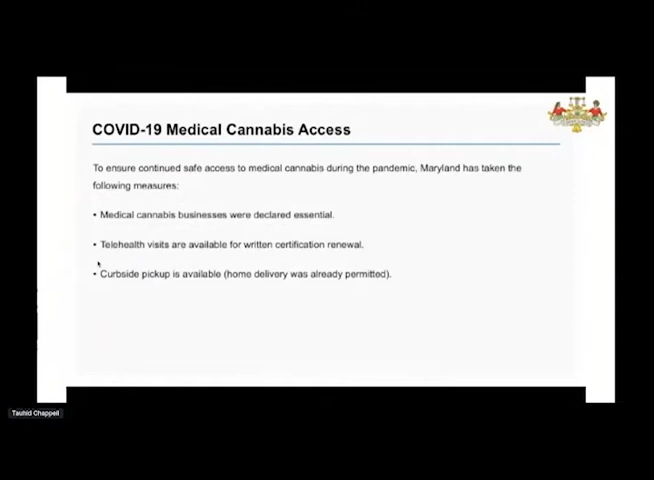 COVID-19 Medical Cannabis Access
To ensure continued safe access to medical cannabis during the pandemic, Maryland has taken the
following measures:
• Medical cannabis businesses were declared essential.
• Telehealth visits are available for written certification renewal.
• Curbside pickup is available (home delivery was already permitted).
Tauhid Chappell